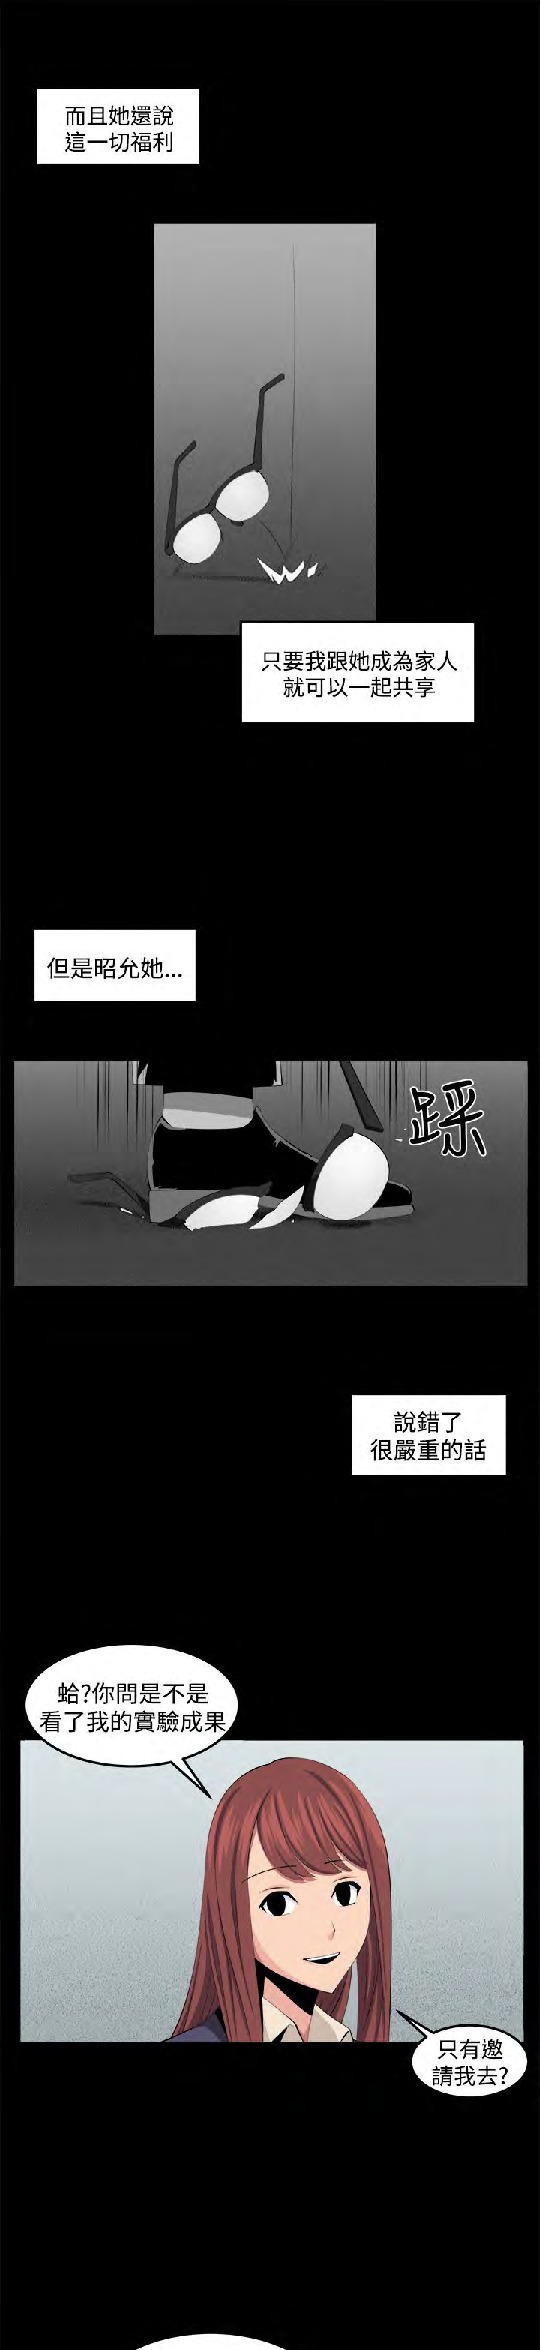 而且她還說
這一切福利
只要我跟她成為家人
就可以一起共享
但是昭允她...
踩
說錯了
很嚴重的話
蛤?你問是不是
看了我的實驗成果
只有邀
請我去?